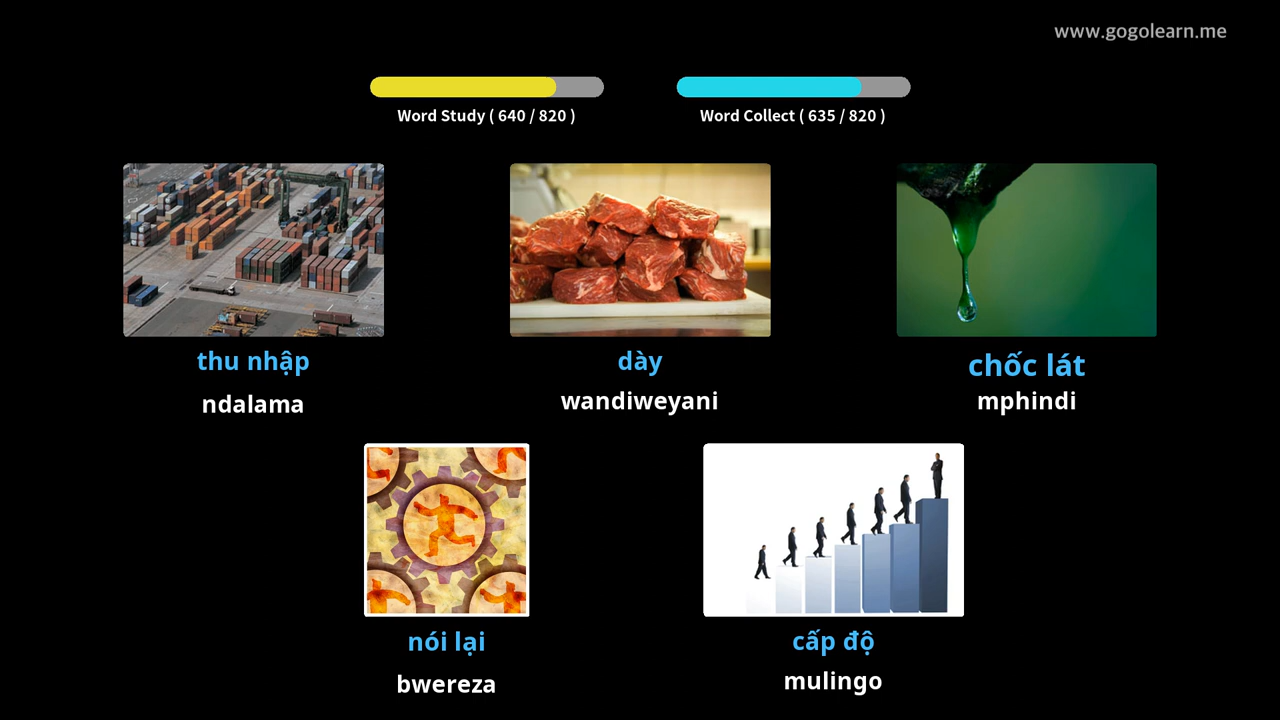 www.gogolearn.me
Word Study ( 640 / 820 )
Word Collect ( 635 / 820 )
thu nhập
ndalama
dày
wandiweyani
chốc lát
mphindi
nói lại
bwereza
cấp độ
mulingo